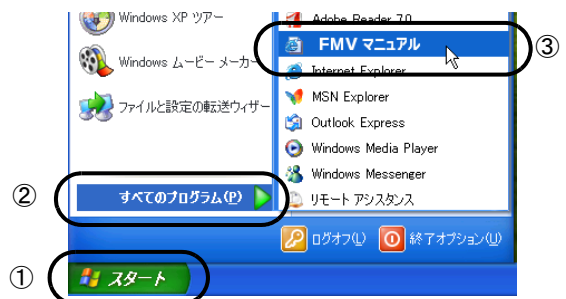 Windows XP ツアー
Windows ムービー メーカー
ファイルと設定の転送ウィザー
②
すべてのプログラム(P)
①
スタート
Adobe Reader 7.0
③
FMV マニュアル
Internet Explorer
MSN Explorer
Outlook Express
Windows Media Player
Windows Messenger
リモート アシスタンス
ログオフ(L)
終了オプション(U)